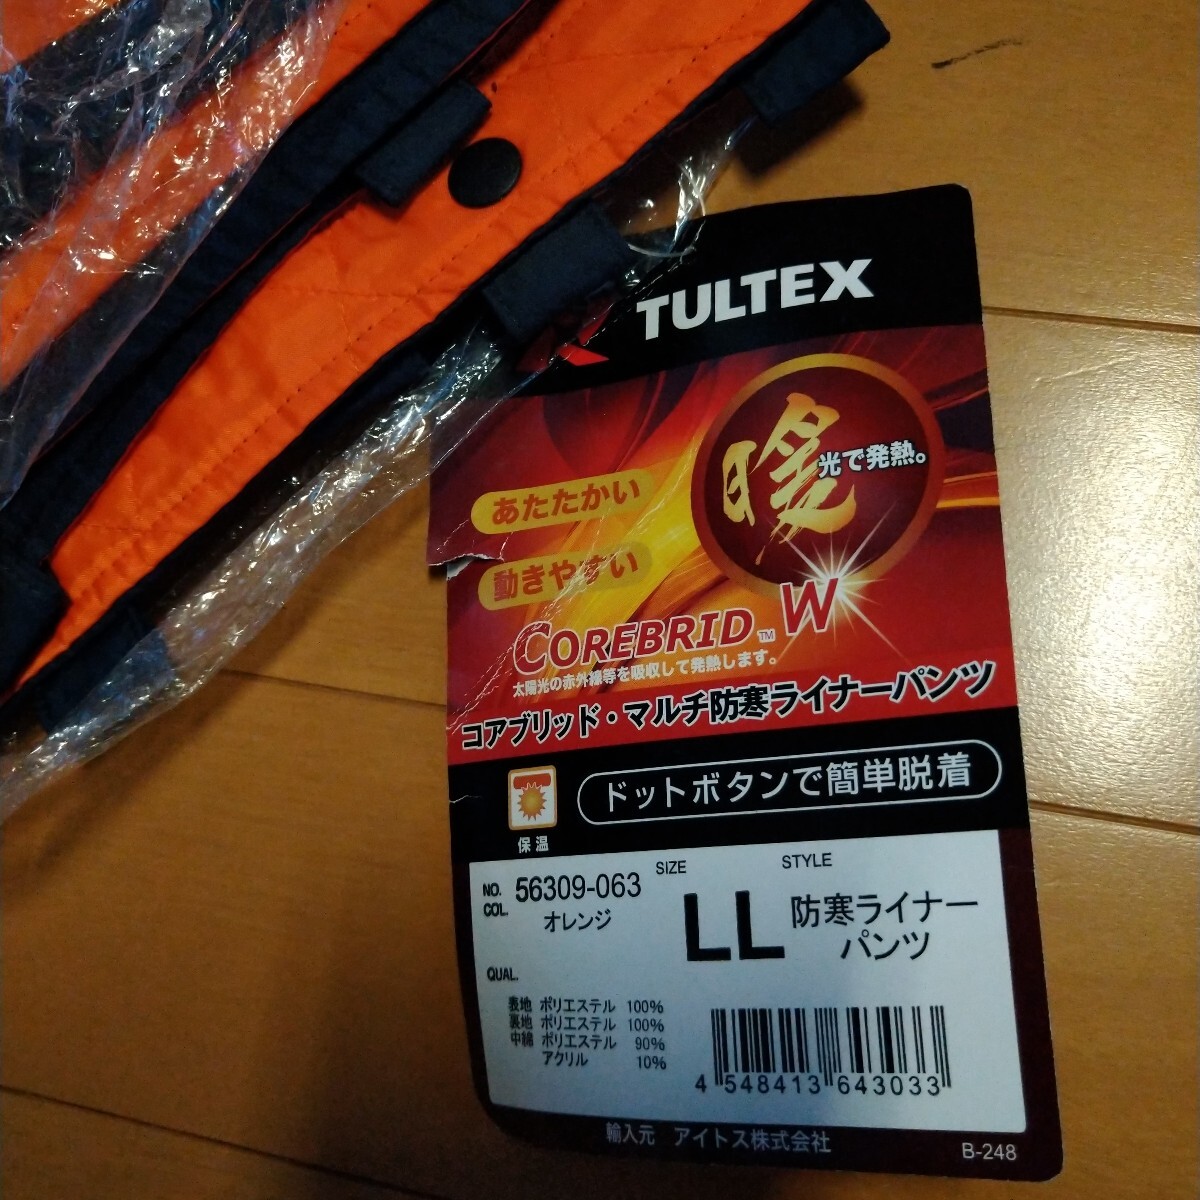 TULTEX
暖
光で発熱。
あたたかい
動きやすい
COREBRID™ W
太陽光の赤外線等を吸収して発熱します。
コアブリッド・マルチ防寒ライナーパンツ
保温
ドットボタンで簡単脱着
NO. 56309-063
COL. オレンジ
SIZE
LL
STYLE
防寒ライナー
パンツ
QUAL.
表地 ポリエステル 100%
裏地 ポリエステル 100%
中綿 ポリエステル 90%
アクリル 10%
4 548413 643033
輸入元 アイトス株式会社
B-248